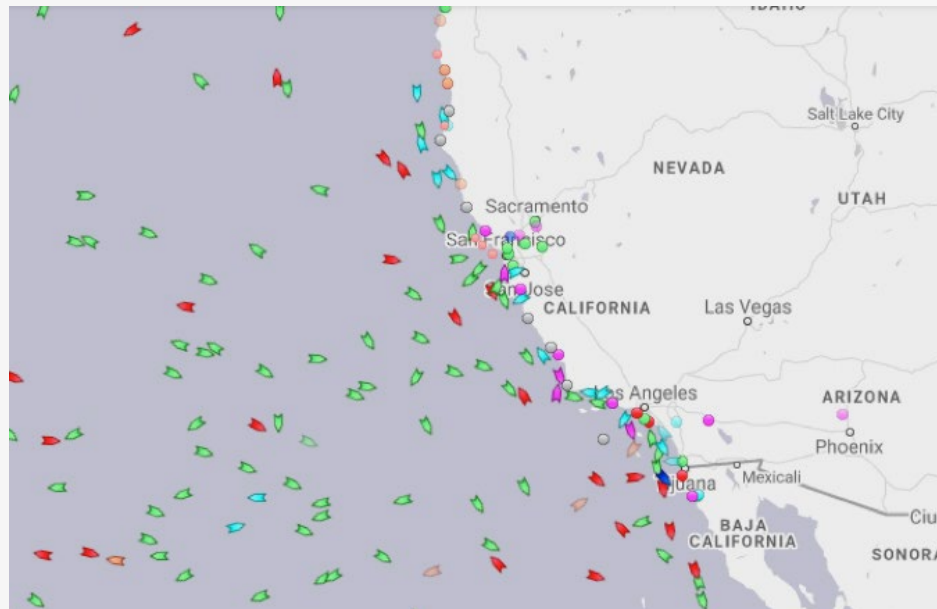 IDAHO
Salt Lake City
NEVADA
UTAH
Sacramento
San Francisco
San Jose
CALIFORNIA
Las Vegas
Los Angeles
ARIZONA
Phoenix
Mexicali
juana
Ciu
BAJA
CALIFORNIA
SONORA